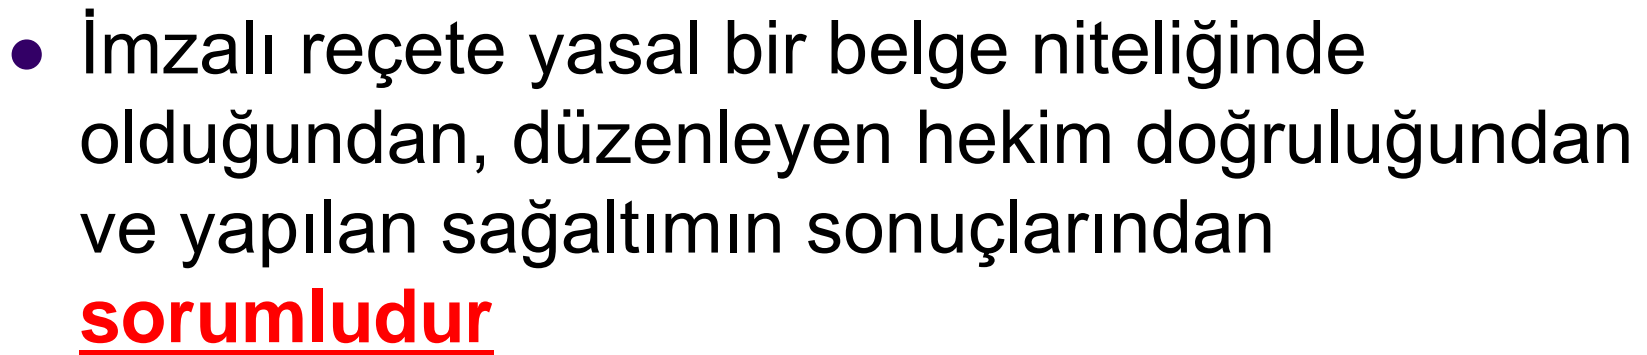 ● İmzalı reçete yasal bir belge niteliğinde
olduğundan, düzenleyen hekim doğruluğundan
ve yapılan sağaltımın sonuçlarından
sorumludur